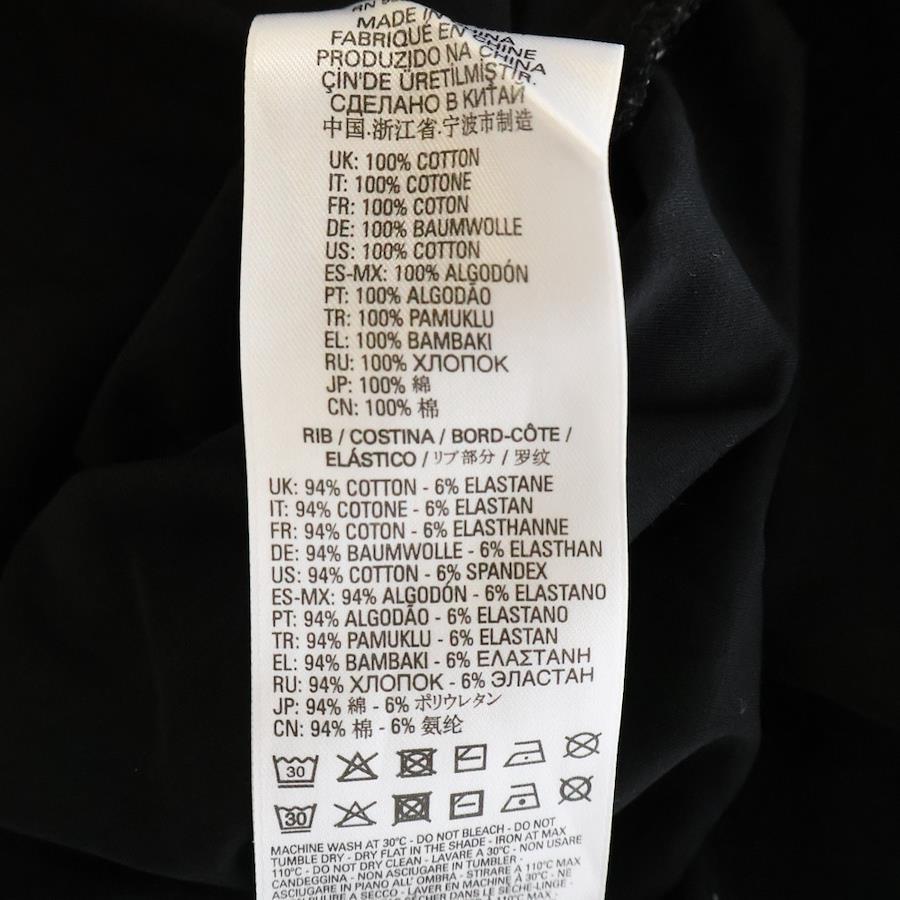 MADE IN CHINA
FABRIQUÉ EN CHINE
PRODUZIDO NA CHINA
ÇİN'DE ÜRETİLMİŞTİR.
СДЕЛАНО В КИТАЙ
中国.浙江省.宁波市制造
UK: 100% COTTON
IT: 100% COTONE
FR: 100% COTON
DE: 100% BAUMWOLLE
US: 100% COTTON
ES-MX: 100% ALGODÓN
PT: 100% ALGODÃO
TR: 100% PAMUKLU
EL: 100% BAMBAKI
RU: 100% ХЛОПОК
JP: 100% 綿
CN: 100% 棉
RIB / COSTINA / BORD-CÔTE /
ELÁSTICO / リブ部分 / 罗纹
UK: 94% COTTON - 6% ELASTANE
IT: 94% COTONE - 6% ELASTAN
FR: 94% COTON - 6% ELASTHANNE
DE: 94% BAUMWOLLE - 6% ELASTHAN
US: 94% COTTON - 6% SPANDEX
ES-MX: 94% ALGODÓN - 6% ELASTANO
PT: 94% ALGODÃO - 6% ELASTANO
TR: 94% PAMUKLU - 6% ELASTAN
EL: 94% BAMBAKI - 6% ΕΛΑΣΤΑΝΗ
RU: 94% ХЛОПОК - 6% ЭЛАСТАН
JP: 94% 綿 - 6% ポリウレタン
CN: 94% 棉 - 6% 氨纶
30
30
MACHINE WASH AT 30°C - DO NOT BLEACH - DO NOT
TUMBLE DRY - DRY FLAT IN THE SHADE - IRON AT MAX
110°C - DO NOT DRY CLEAN - LAVARE A 30°C - NON USARE
CANDEGGINA - NON ASCIUGARE IN TUMBLER -
ASCIUGARE IN PIANO ALL' OMBRA - STIRARE A 110°C MAX
A SECCO - LAVER EN MACHINE À 30°C - NE
DANS LE SÈCHE-LINGE -
110°C MAX